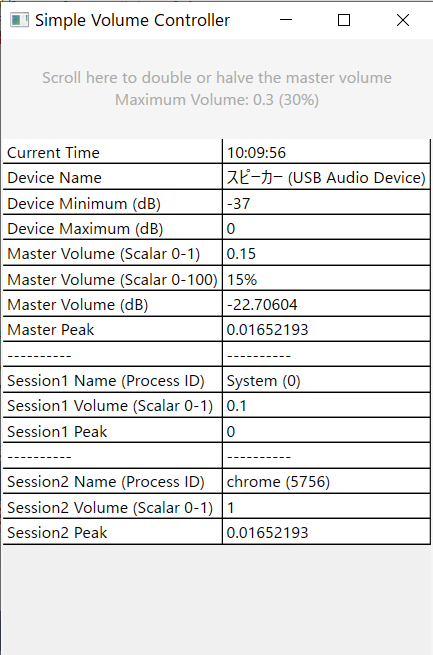 Simple Volume Controller
Scroll here to double or halve the master volume
Maximum Volume: 0.3 (30%)
Current Time 10:09:56
Device Name スピーカー (USB Audio Device)
Device Minimum (dB) -37
Device Maximum (dB) 0
Master Volume (Scalar 0-1) 0.15
Master Volume (Scalar 0-100) 15%
Master Volume (dB) -22.70604
Master Peak 0.01652193
---------- ----------
Session1 Name (Process ID) System (0)
Session1 Volume (Scalar 0-1) 0.1
Session1 Peak 0
---------- ----------
Session2 Name (Process ID) chrome (5756)
Session2 Volume (Scalar 0-1) 1
Session2 Peak 0.01652193